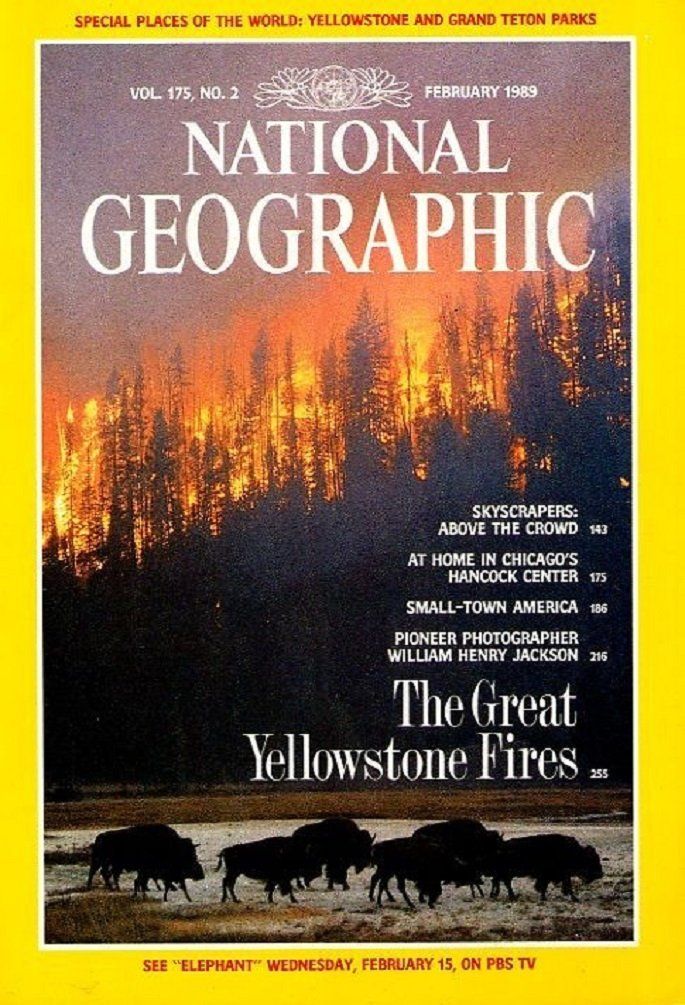 SPECIAL PLACES OF THE WORLD: YELLOWSTONE AND GRAND TETON PARKS
VOL. 175, NO. 2 FEBRUARY 1989
NATIONAL
GEOGRAPHIC
SKYSCRAPERS:
ABOVE THE CROWD 143
AT HOME IN CHICAGO'S
HANCOCK CENTER 175
SMALL-TOWN AMERICA 186
PIONEER PHOTOGRAPHER
WILLIAM HENRY JACKSON 216
The Great
Yellowstone Fires 255
SEE "ELEPHANT" WEDNESDAY, FEBRUARY 15, ON PBS TV